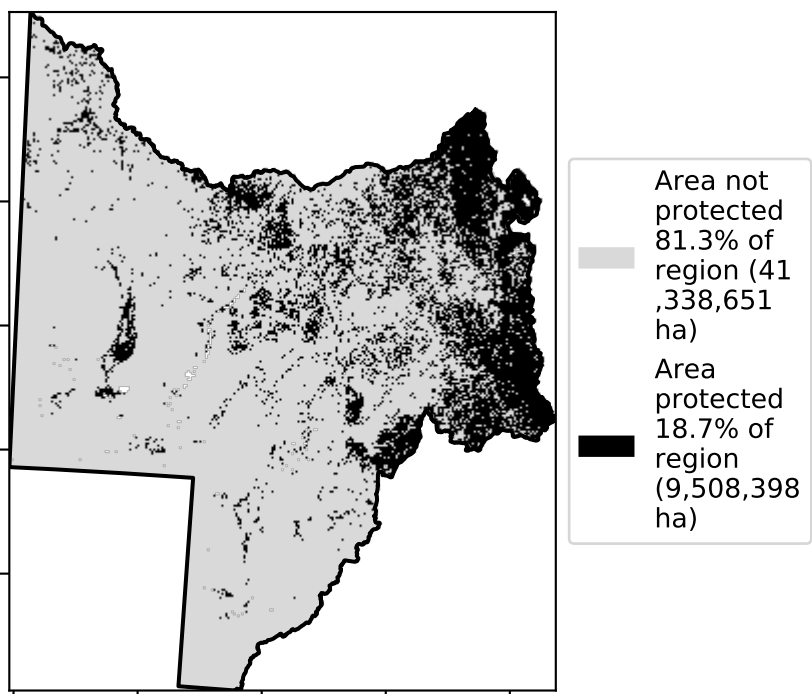 Area not
protected
81.3% of
region (41
,338,651
ha)
Area
protected
18.7% of
region
(9,508,398
ha)